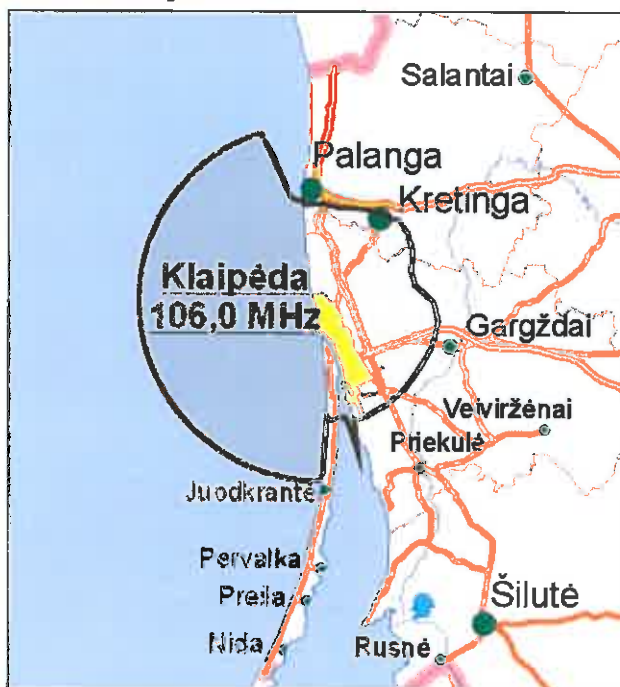 Salantai
Palanga
Kretinga
Klaipėda
106,0 MHz
Gargždai
Veiviržėnai
Priekulė
Juodkrantė
Pervalka
Preila
Šilutė
Nida
Rusnė